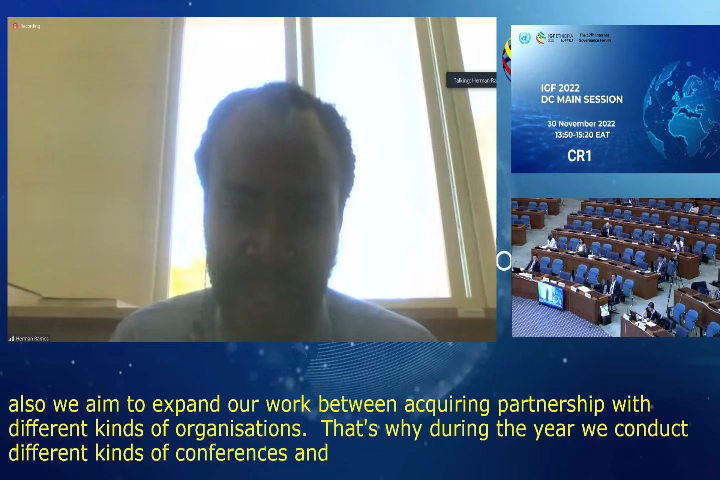 Recording
Talking: Herman Ra
IGF 2022
DC MAIN SESSION
30 November 2022
13:50-15:20 EAT
CR1
Herman Ramos
also we aim to expand our work between acquiring partnership with
different kinds of organisations.  That's why during the year we conduct
different kinds of conferences and